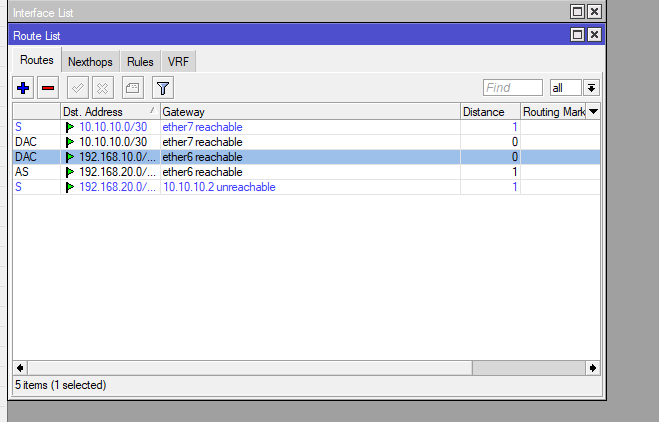 Interface List
Route List
Routes Nexthops Rules VRF
Find all
Dst. Address Gateway Distance Routing Mark
S 10.10.10.0/30 ether7 reachable 1
DAC 10.10.10.0/30 ether7 reachable 0
DAC 192.168.10.0/... ether6 reachable 0
AS 192.168.20.0/... ether6 reachable 1
S 192.168.20.0/... 10.10.10.2 unreachable 1
5 items (1 selected)